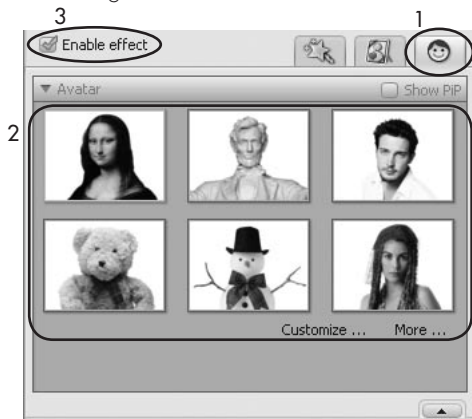 3
1
Enable effect
Avatar
Show PiP
2
Customize ...
More ...